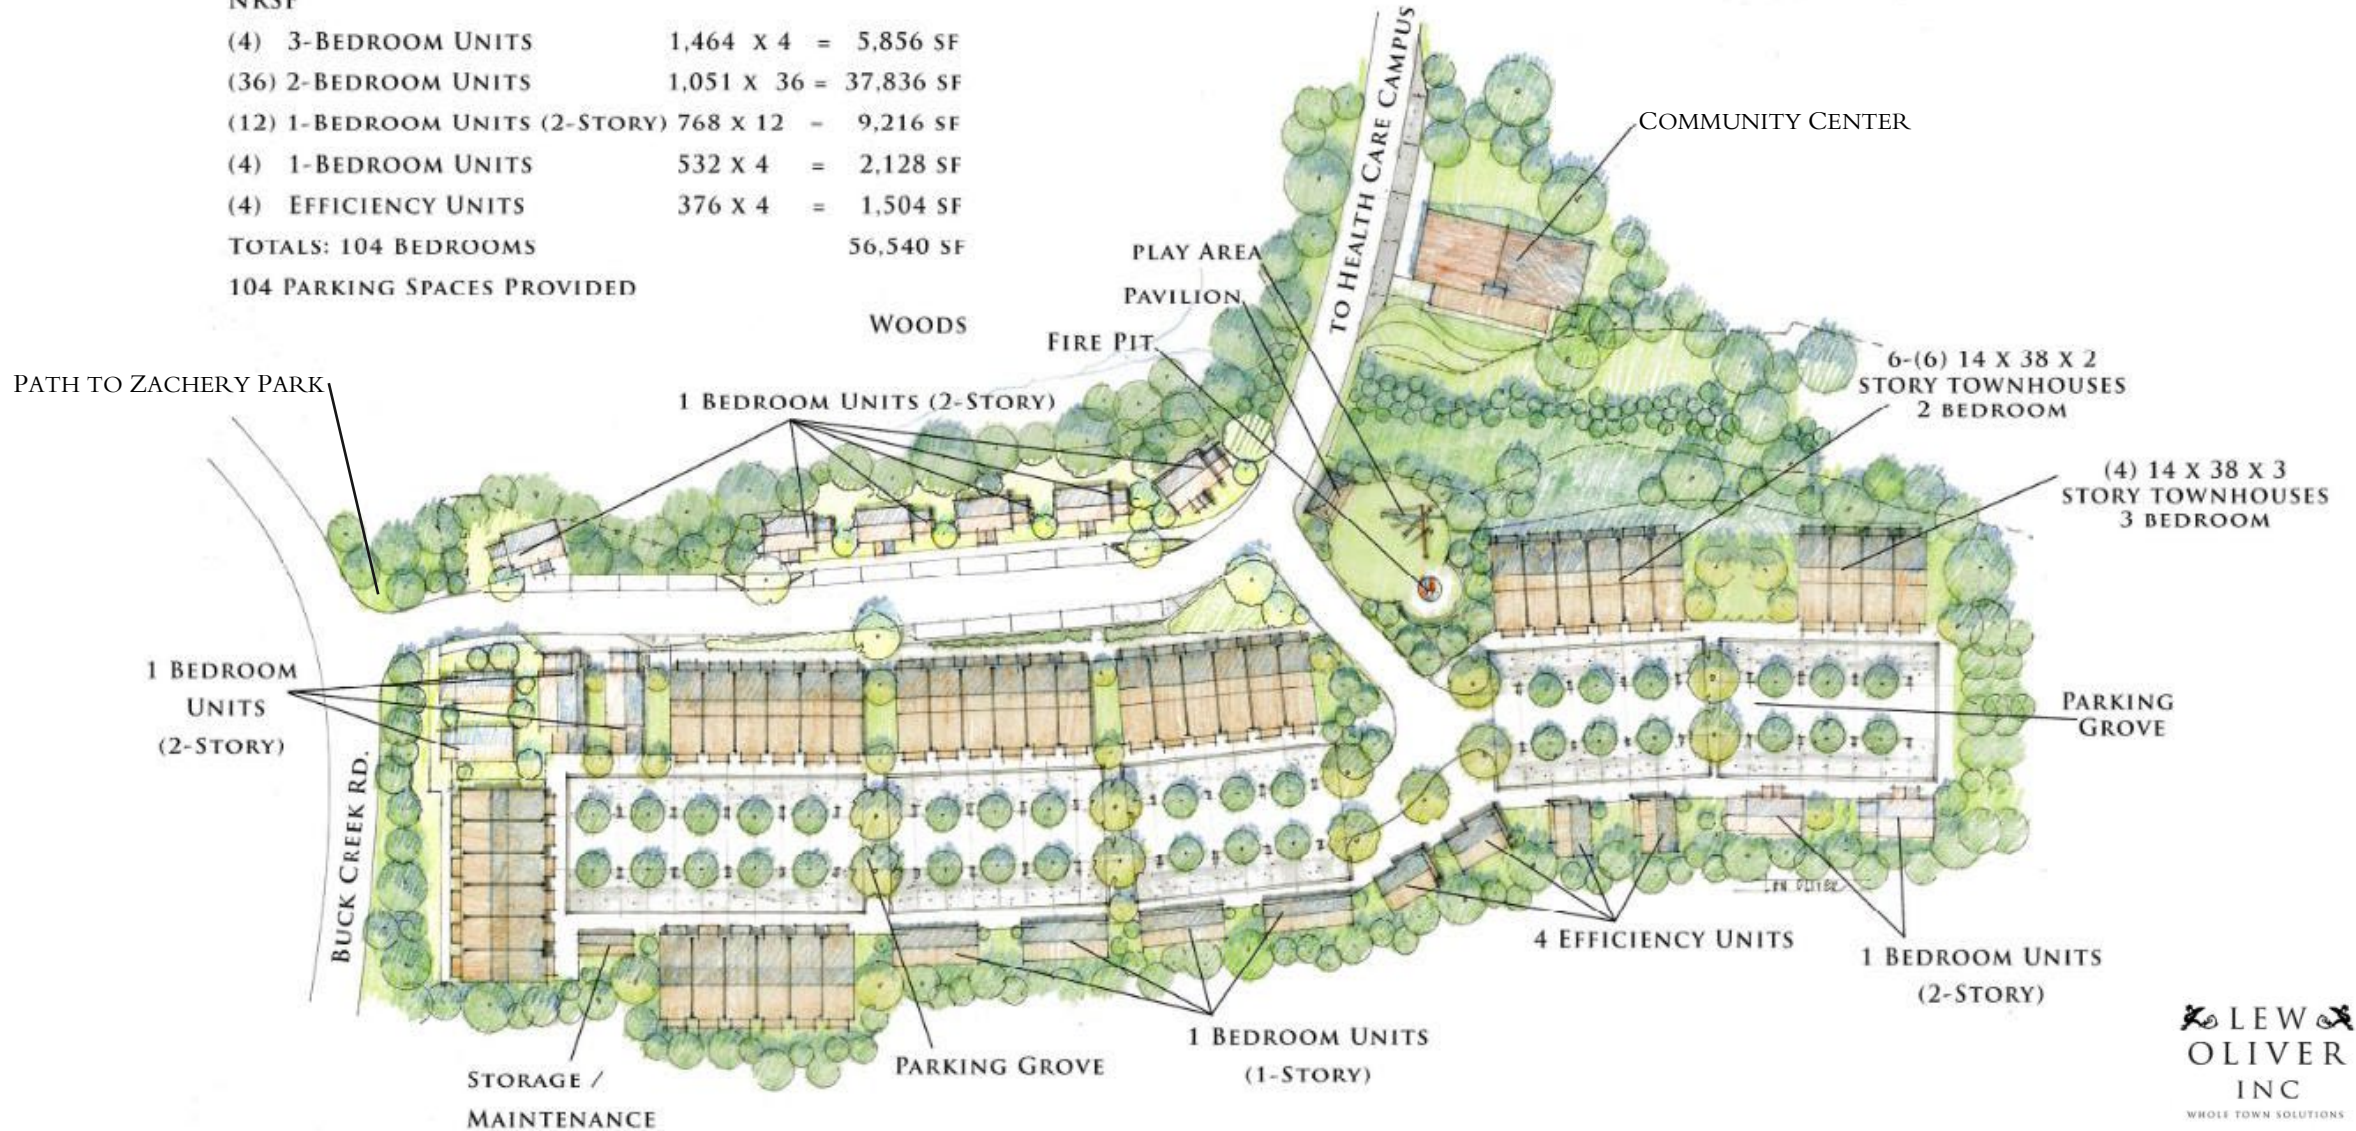 NRSF
(4) 3-BEDROOM UNITS 1,464 X 4 = 5,856 SF
(36) 2-BEDROOM UNITS 1,051 X 36 = 37,836 SF
(12) 1-BEDROOM UNITS (2-STORY) 768 X 12 = 9,216 SF
(4) 1-BEDROOM UNITS 532 X 4 = 2,128 SF
(4) EFFICIENCY UNITS 376 X 4 = 1,504 SF
TOTALS: 104 BEDROOMS 56,540 SF
104 PARKING SPACES PROVIDED
TO HEALTH CARE CAMPUS
COMMUNITY CENTER
PLAY AREA
PAVILION
FIRE PIT
WOODS
PATH TO ZACHERY PARK
1 BEDROOM UNITS (2-STORY)
6-(6) 14 X 38 X 2
STORY TOWNHOUSES
2 BEDROOM
(4) 14 X 38 X 3
STORY TOWNHOUSES
3 BEDROOM
1 BEDROOM
UNITS
(2-STORY)
BUCK CREEK RD.
PARKING
GROVE
4 EFFICIENCY UNITS
1 BEDROOM UNITS
(2-STORY)
1 BEDROOM UNITS
(1-STORY)
PARKING GROVE
STORAGE /
MAINTENANCE
LEW
OLIVER
INC
WHOLE TOWN SOLUTIONS